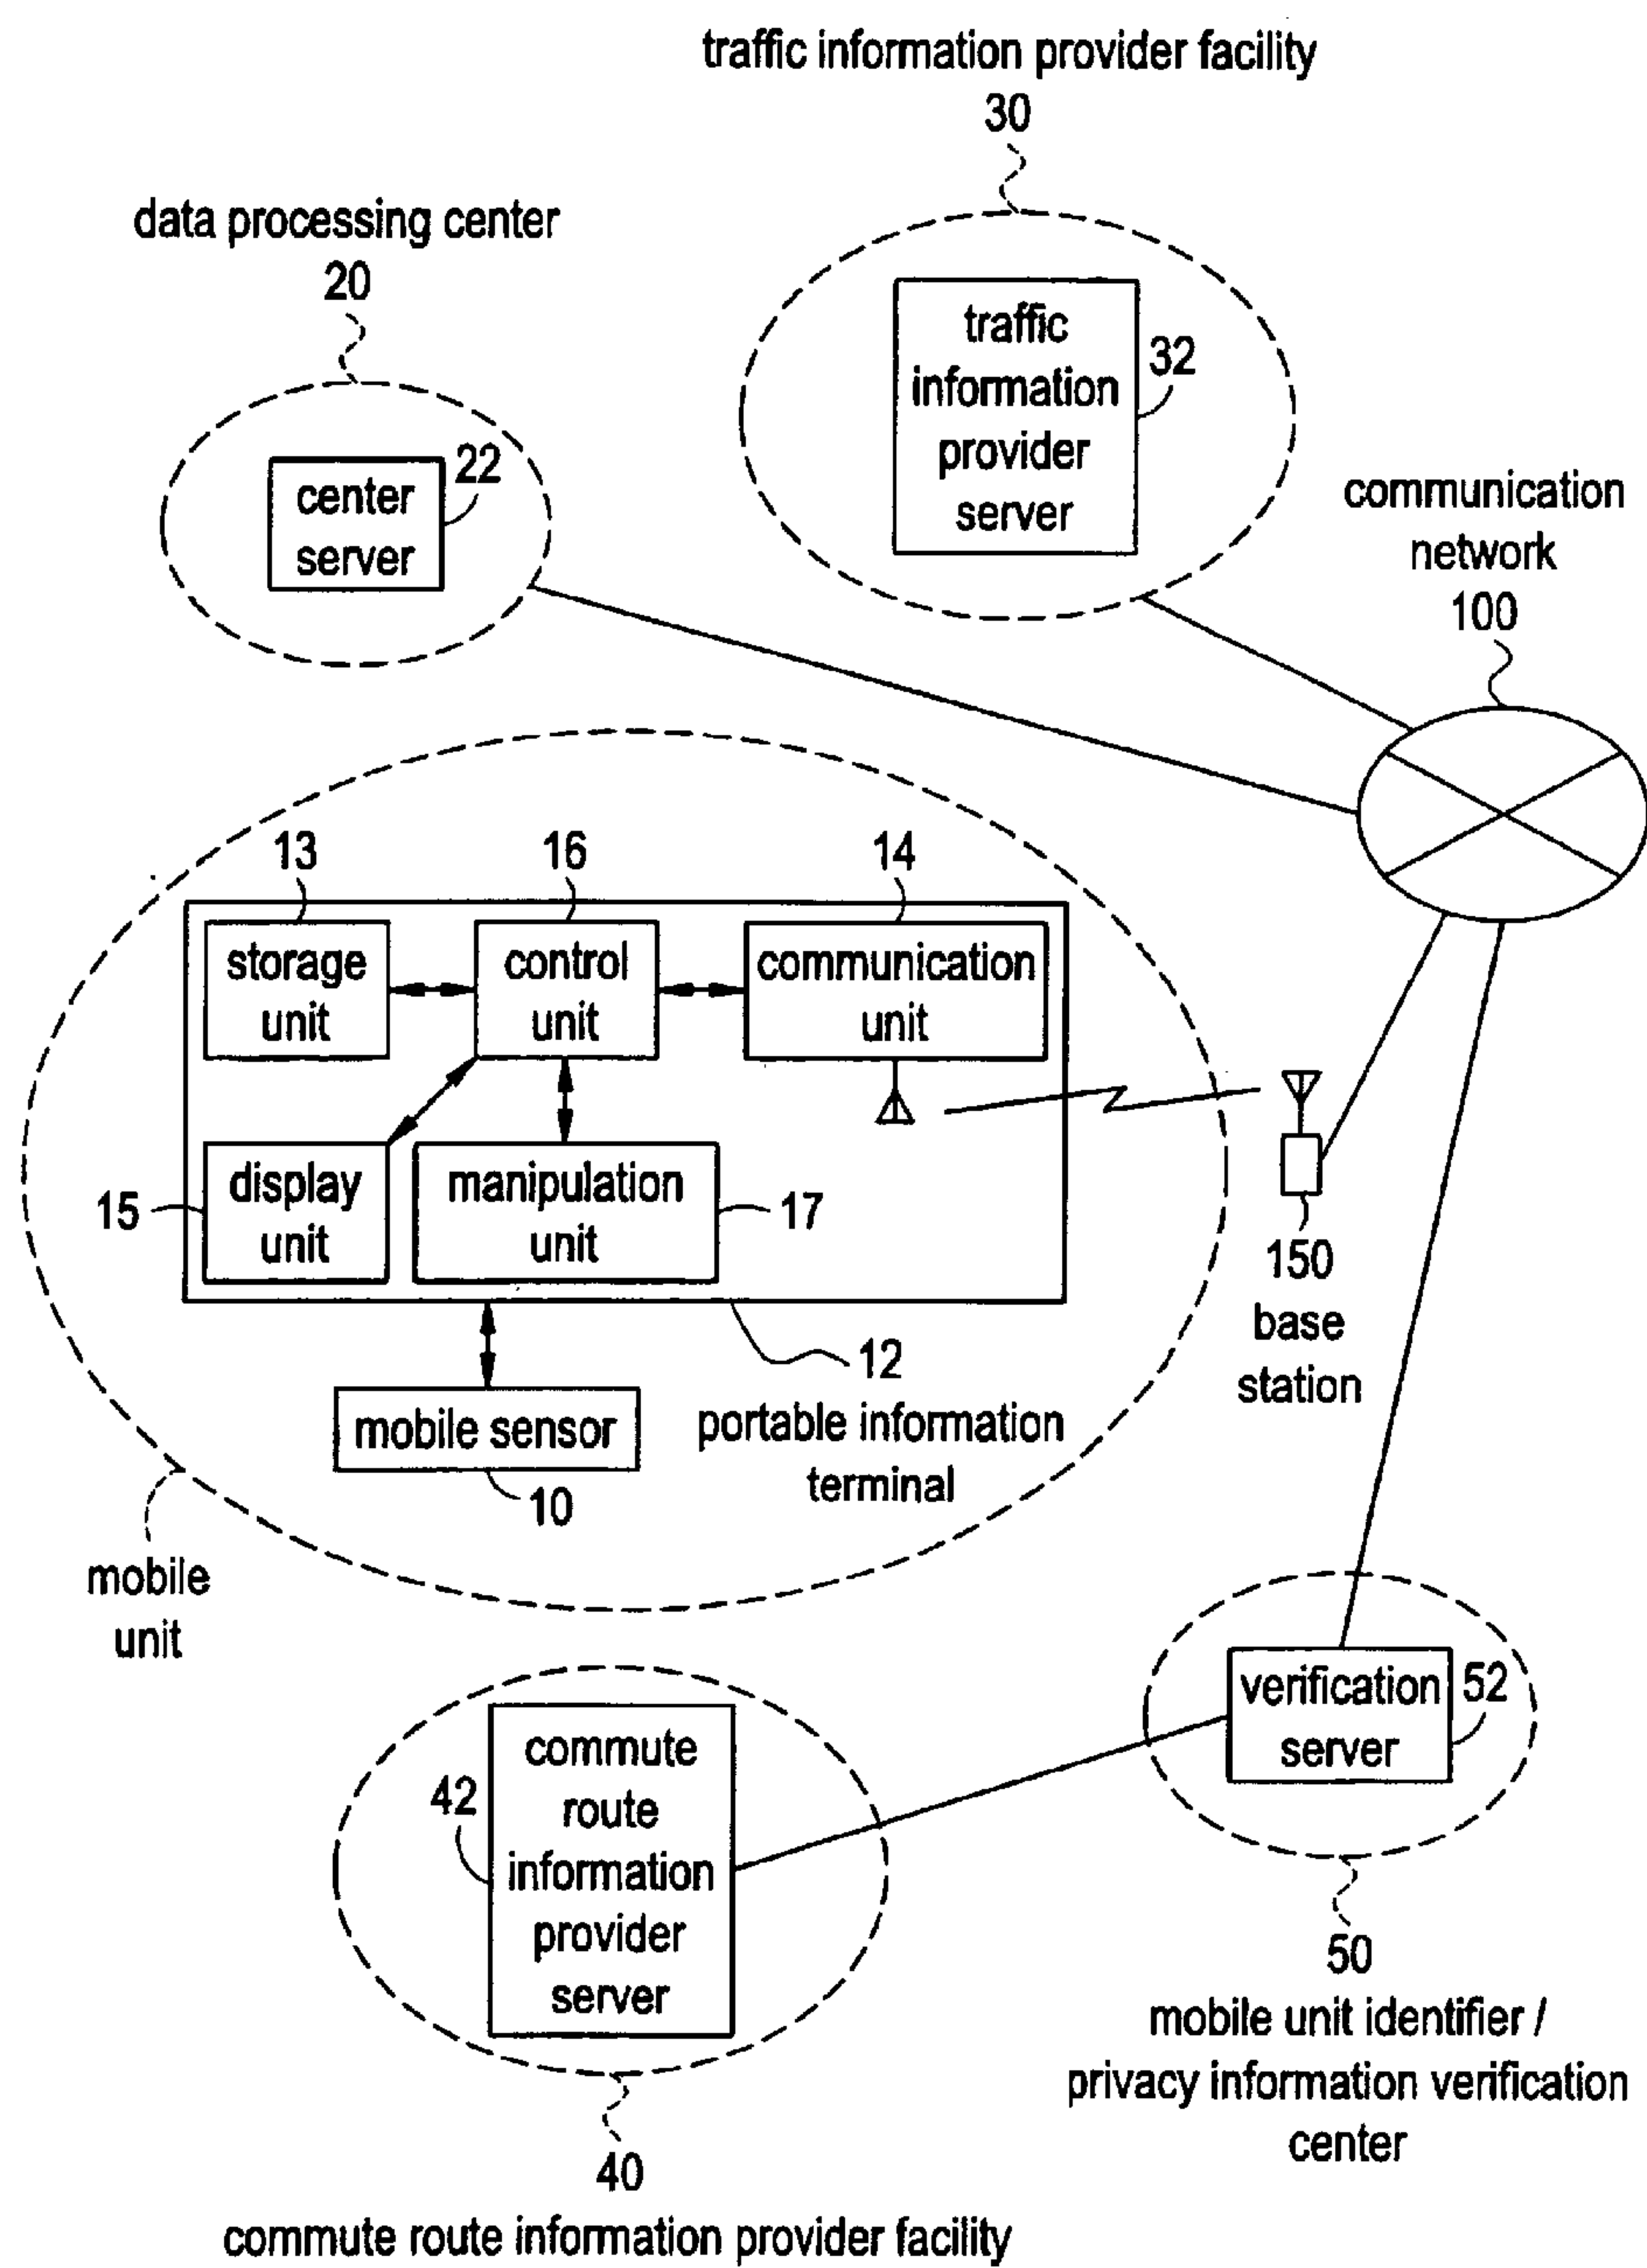 traffic information provider facility
30
data processing center
20
traffic
information
provider
server
32
center
server
22
communication
network
100
13
16
14
storage
unit
control
unit
communication
unit
display
unit
15
manipulation
unit
17
150
base
station
12
portable information
terminal
mobile sensor
10
mobile
unit
verification
server
52
commute
route
information
provider
server
42
50
mobile unit identifier /
privacy information verification
center
40
commute route information provider facility